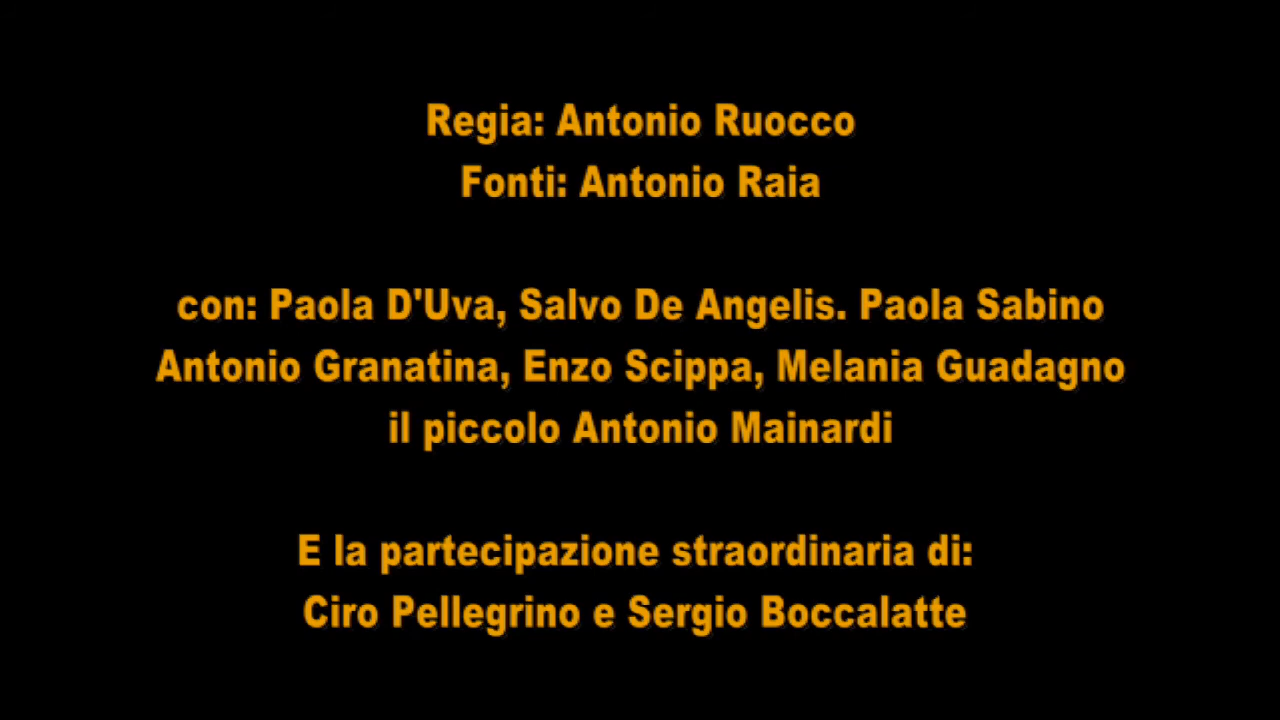 Regia: Antonio Ruocco
Fonti: Antonio Raia
con: Paola D'Uva, Salvo De Angelis. Paola Sabino
Antonio Granatina, Enzo Scippa, Melania Guadagno
il piccolo Antonio Mainardi
E la partecipazione straordinaria di:
Ciro Pellegrino e Sergio Boccalatte